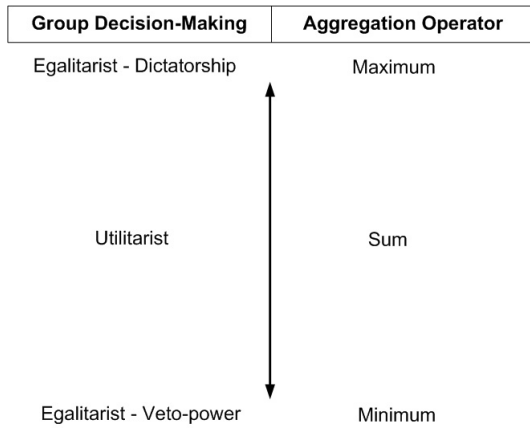 Group Decision-Making Aggregation Operator
Egalitarist - Dictatorship Maximum
Utilitarist Sum
Egalitarist - Veto-power Minimum